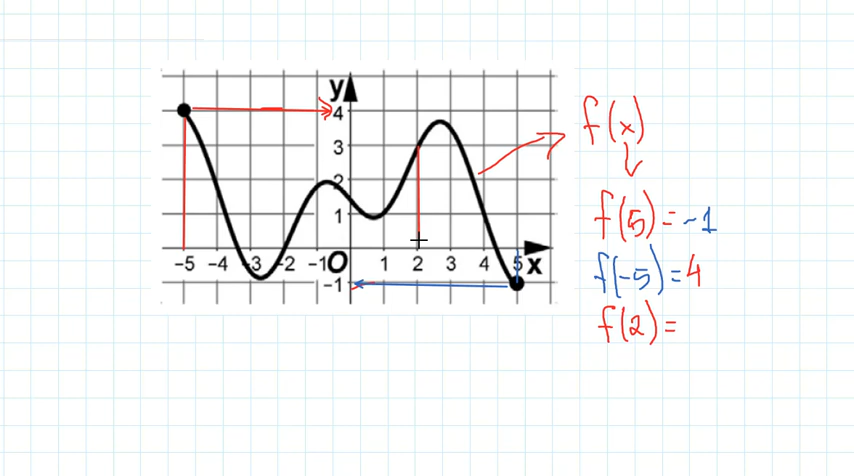 y
4
3
2
1
-5 -4 -3 -2 -1 O 1 2 3 4 5 x
-1
f(x)
f(5) = -1
f(-5) = 4
f(2) =